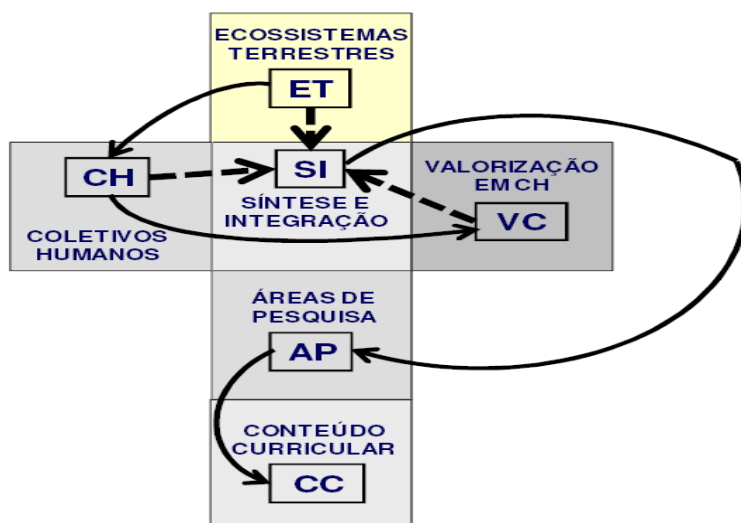 ECOSSISTEMAS
TERRESTRES
ET
CH
COLETIVOS
HUMANOS
SI
SÍNTESE E
INTEGRAÇÃO
VALORIZAÇÃO
EM CH
VC
ÁREAS DE
PESQUISA
AP
CONTEÚDO
CURRICULAR
CC